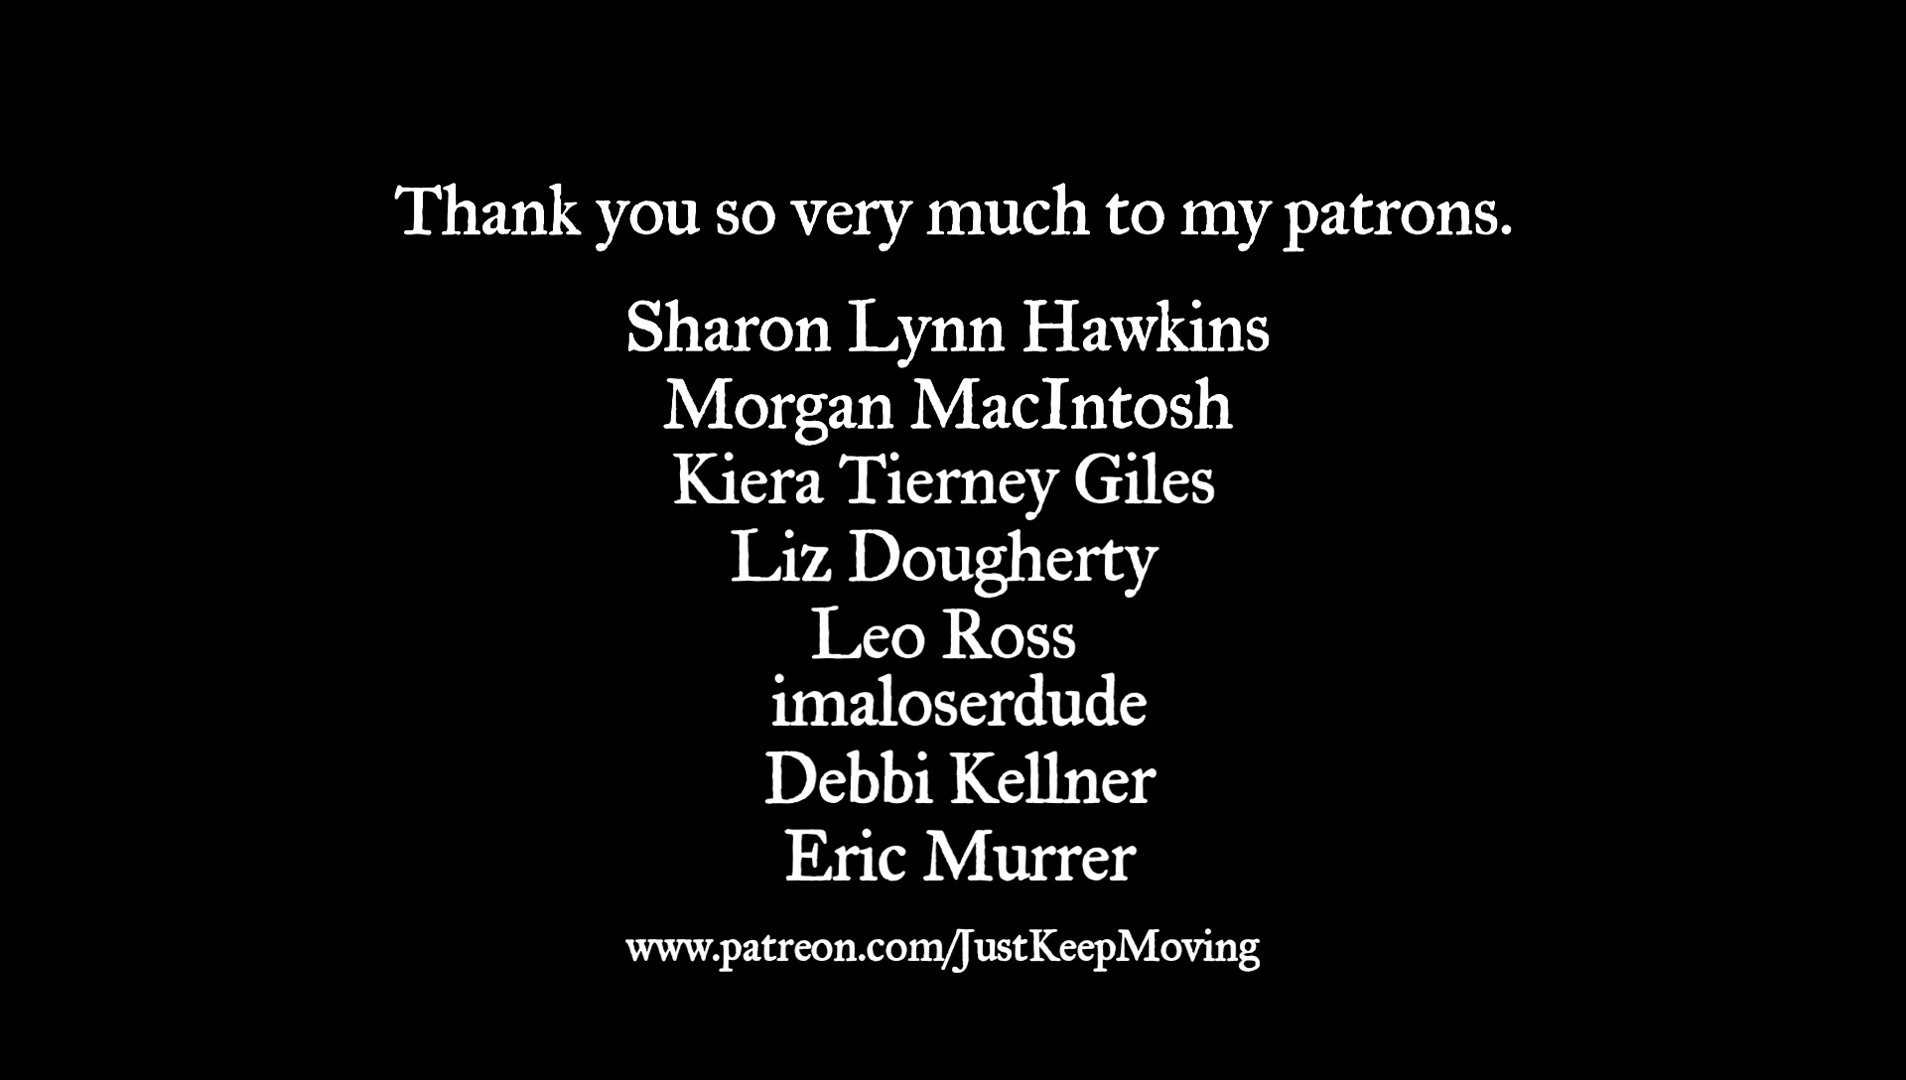 Thank you so very much to my patrons.
Sharon Lynn Hawkins
Morgan MacIntosh
Kiera Tierney Giles
Liz Dougherty
Leo Ross
imaloserdude
Debbi Kellner
Eric Murrer
www.patreon.com/JustKeepMoving